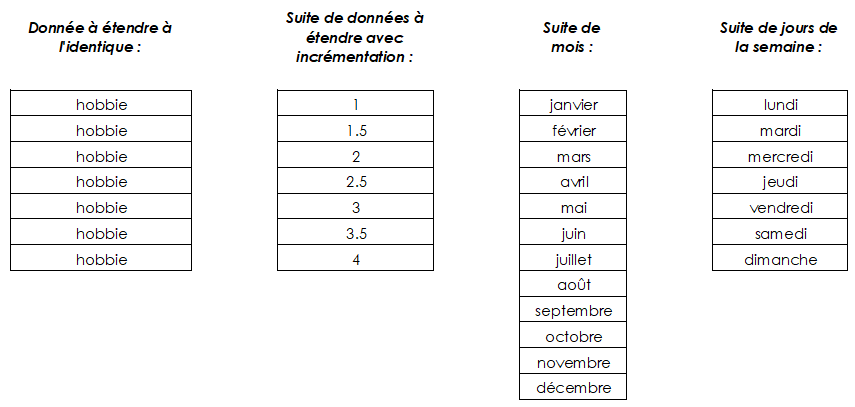 Donnée à étendre à
l'identique :
hobbie
hobbie
hobbie
hobbie
hobbie
hobbie
hobbie
Suite de données à
étendre avec
incrémentation :
1
1.5
2
2.5
3
3.5
4
Suite de
mois :
janvier
février
mars
avril
mai
juin
juillet
août
septembre
octobre
novembre
décembre
Suite de jours de
la semaine :
lundi
mardi
mercredi
jeudi
vendredi
samedi
dimanche